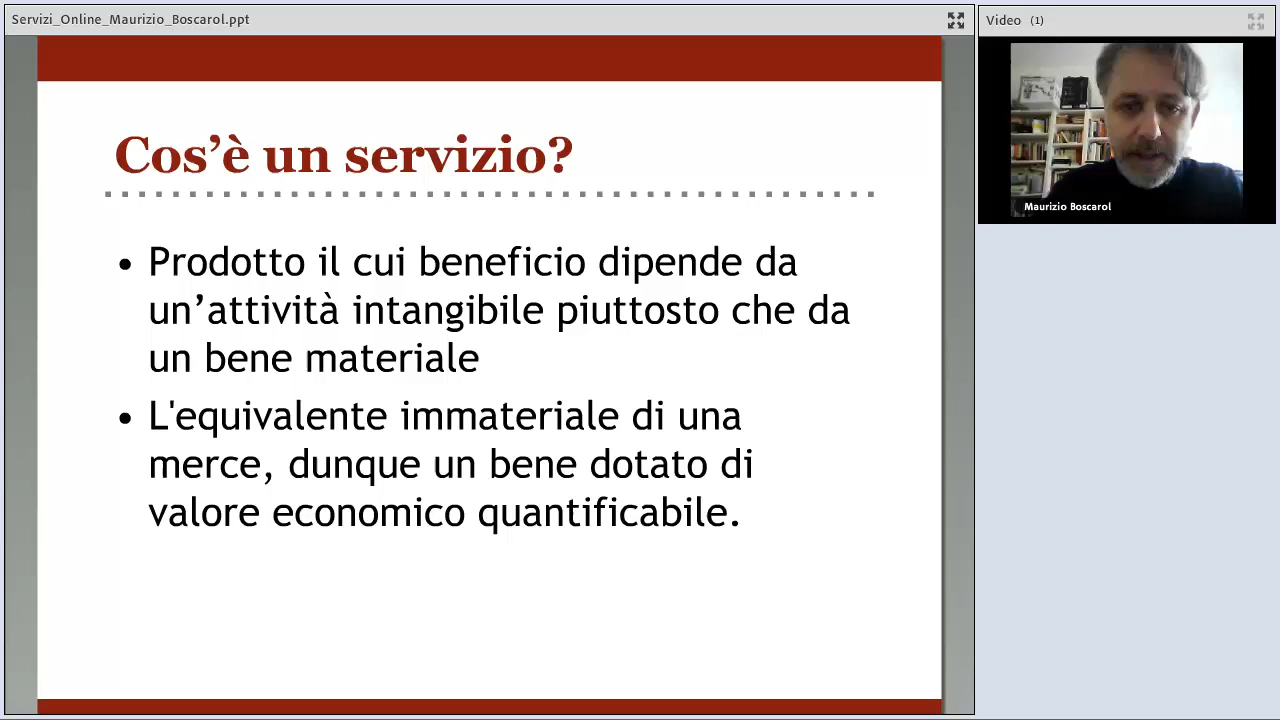 Servizi_Online_Maurizio_Boscarol.ppt
Video (1)
Cos’è un servizio?
• Prodotto il cui beneficio dipende da
un’attività intangibile piuttosto che da
un bene materiale
• L'equivalente immateriale di una
merce, dunque un bene dotato di
valore economico quantificabile.
Maurizio Boscarol